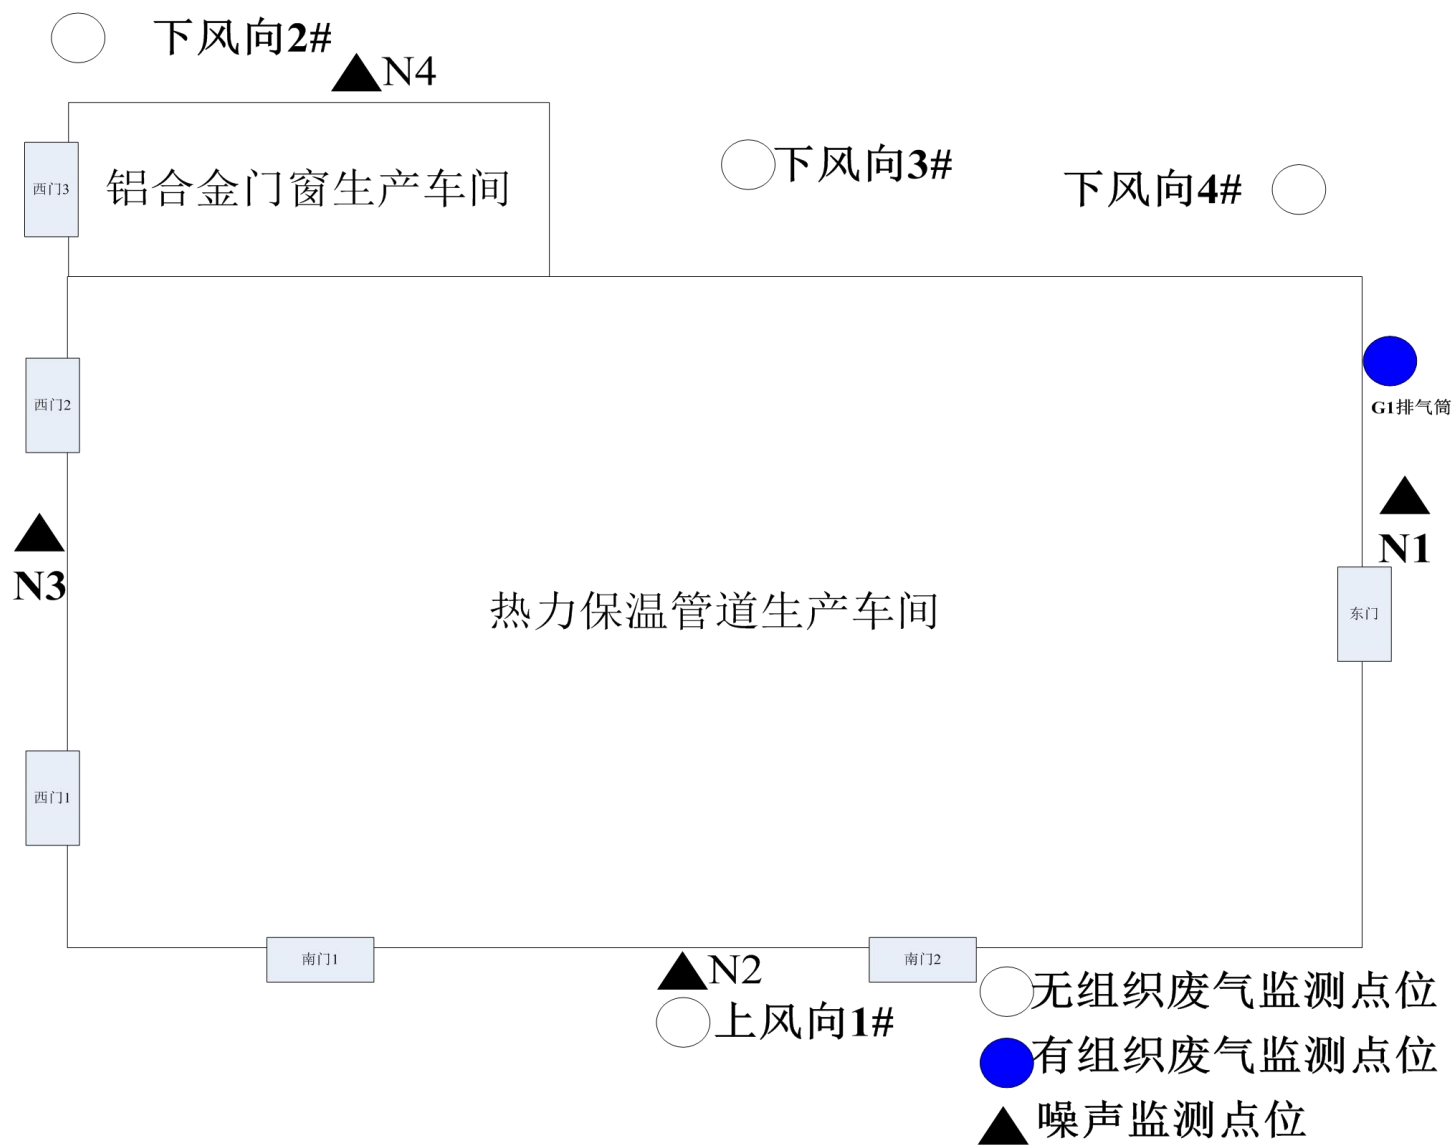 下风向2#
N4
西门3
铝合金门窗生产车间
下风向3#
下风向4#
西门2
G1排气筒
N3
N1
热力保温管道生产车间
东门
西门1
南门1
N2
南门2
上风向1#
无组织废气监测点位
有组织废气监测点位
噪声监测点位